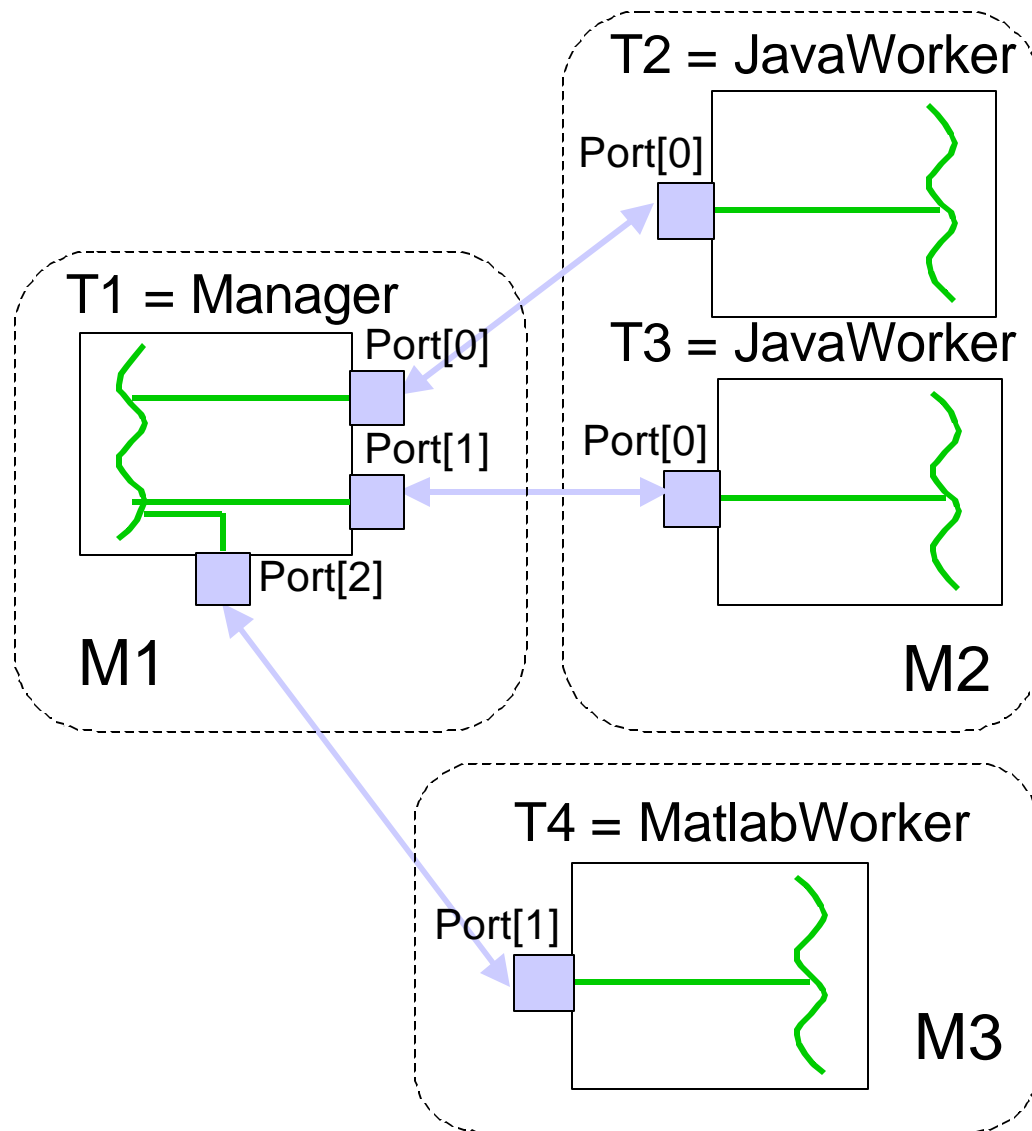 T2 = JavaWorker
Port[0]
T1 = Manager
Port[0]
T3 = JavaWorker
Port[1]
Port[0]
Port[2]
M1
M2
T4 = MatlabWorker
Port[1]
M3